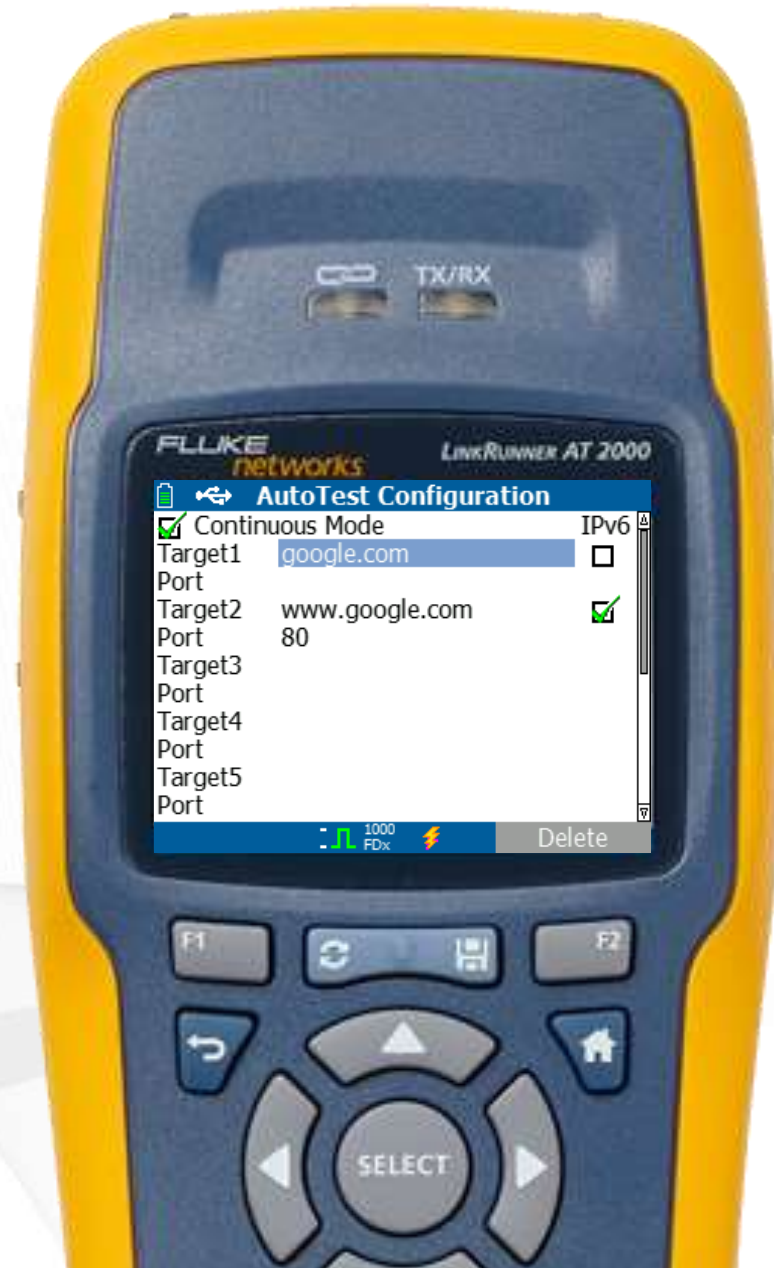 TX/RX
FLUKE
networks
LINKRUNNER AT 2000
AutoTest Configuration
Continuous Mode IPv6
Target1 google.com
Port
Target2 www.google.com
Port 80
Target3
Port
Target4
Port
Target5
Port
1000
FDx
Delete
F1
F2
SELECT